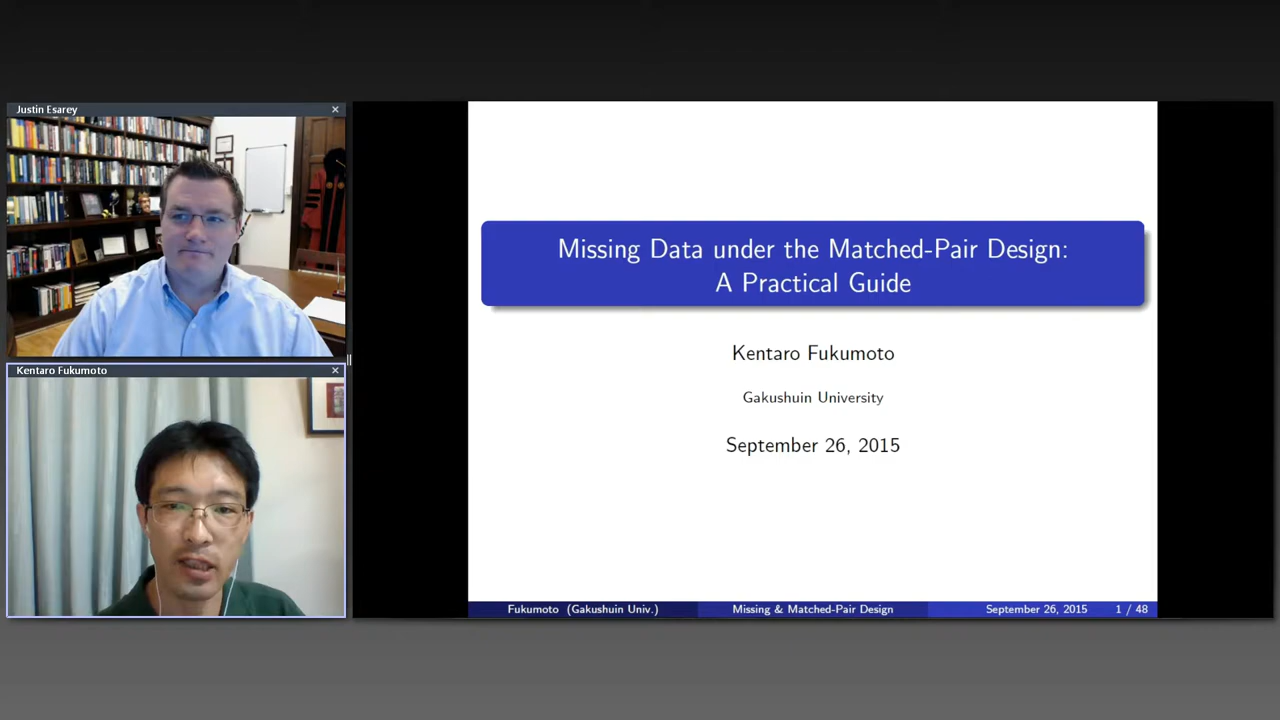 Justin Esarey
Kentaro Fukumoto
Missing Data under the Matched-Pair Design:
A Practical Guide
Kentaro Fukumoto
Gakushuin University
September 26, 2015
Fukumoto (Gakushuin Univ.)
Missing & Matched-Pair Design
September 26, 2015
1 / 48